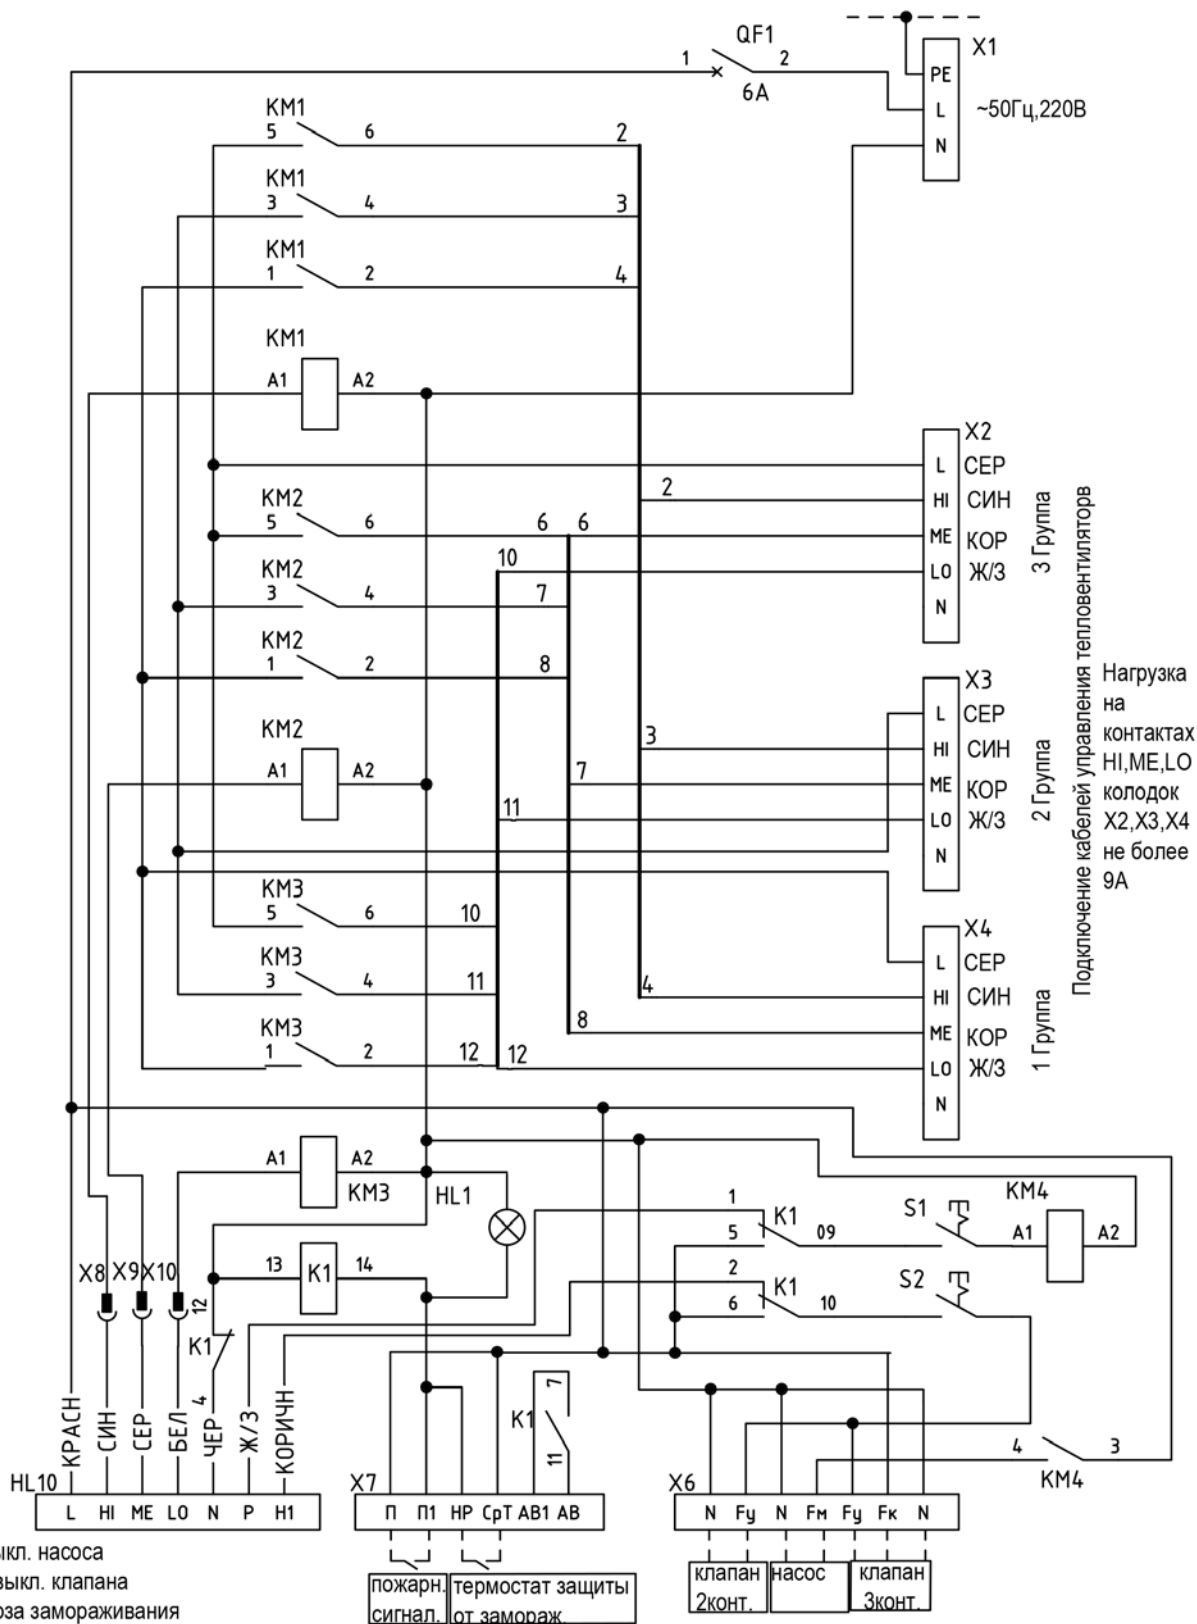 QF1
1
2
6А
X1
PE
L
N
~50Гц,220В
KM1
5
6
2
KM1
3
4
3
KM1
1
2
4
KM1
A1
A2
X2
L
СЕР
HI
СИН
ME
КОР
LO
Ж/З
N
3 Группа
2
KM2
5
6
6
6
10
KM2
3
4
7
KM2
1
2
8
KM2
A1
A2
X3
L
СЕР
HI
СИН
ME
КОР
LO
Ж/З
N
2 Группа
3
7
11
Подключение кабелей управления тепловентиляторв
Нагрузка
на
контактах
HI,ME,LO
колодок
X2,X3,X4
не более
9А
KM3
5
6
10
KM3
3
4
11
KM3
1
2
12
12
X4
L
СЕР
HI
СИН
ME
КОР
LO
Ж/З
N
1 Группа
4
8
A1
A2
KM3
HL1
13
K1
14
X8
X9
X10
12
K1
4
1
5
K1
09
S1
KM4
A1
A2
2
6
K1
10
S2
КРАСН
СИН
СЕР
БЕЛ
ЧЕР
Ж/З
КОРИЧН
7
K1
11
4
3
KM4
HL10
L HI ME LO N P H1
X7
П П1 НР СрТ АВ1 АВ
X6
N Fy N Fм Fy Fк N
пожарн.
сигнал.
термостат защиты
от замораж.
клапан
2конт.
насос
клапан
3конт.
ыкл. насоса
выкл. клапана
оза замораживания